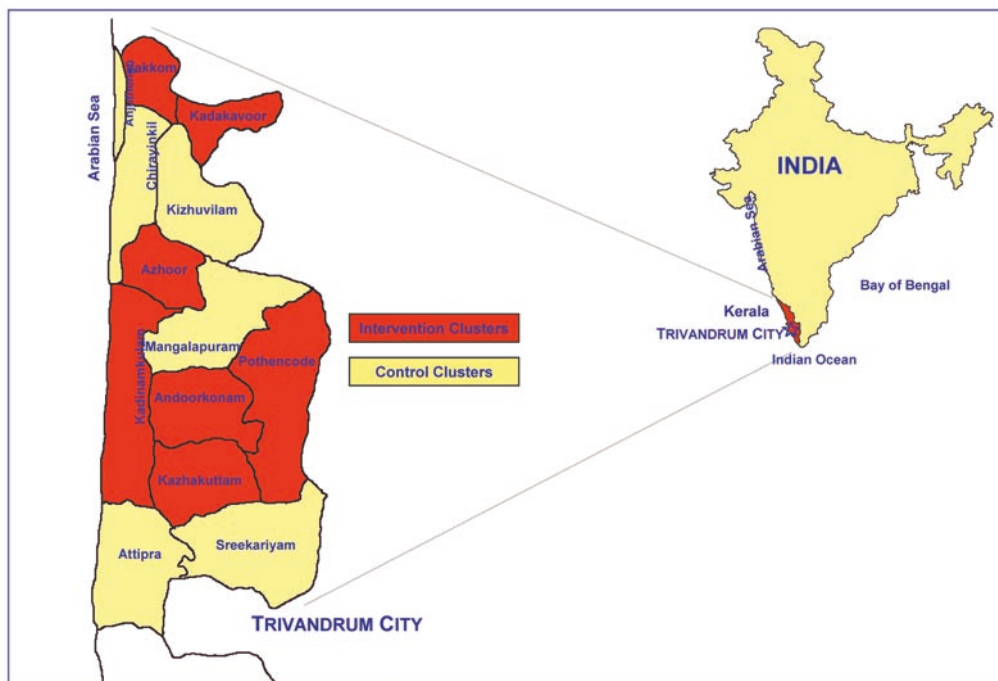 Vakkom
Anjuthengu
Kadakavoor
Arabian Sea
Chirayinkil
Kizhuvilam
Azhoor
Mangalapuram
Pothencode
Kadinamkulam
Andoorkonam
Kazhakuttam
Attipra
Sreekariyam
TRIVANDRUM CITY
Intervention Clusters
Control Clusters
INDIA
Arabian Sea
Bay of Bengal
Kerala
TRIVANDRUM CITY
Indian Ocean